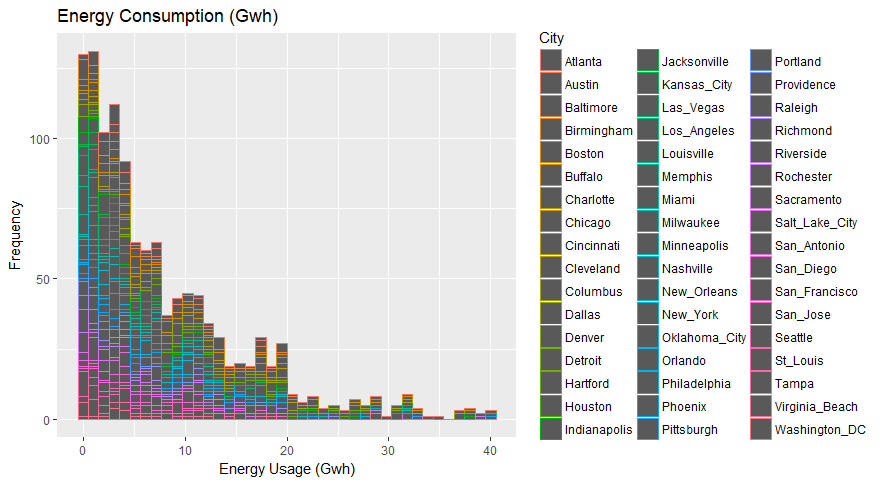 Energy Consumption (Gwh)
Frequency
100
50
0
0 10 20 30 40
Energy Usage (Gwh)
City
Atlanta
Austin
Baltimore
Birmingham
Boston
Buffalo
Charlotte
Chicago
Cincinnati
Cleveland
Columbus
Dallas
Denver
Detroit
Hartford
Houston
Indianapolis
Jacksonville
Kansas_City
Las_Vegas
Los_Angeles
Louisville
Memphis
Miami
Milwaukee
Minneapolis
Nashville
New_Orleans
New_York
Oklahoma_City
Orlando
Philadelphia
Phoenix
Pittsburgh
Portland
Providence
Raleigh
Richmond
Riverside
Rochester
Sacramento
Salt_Lake_City
San_Antonio
San_Diego
San_Francisco
San_Jose
Seattle
St_Louis
Tampa
Virginia_Beach
Washington_DC